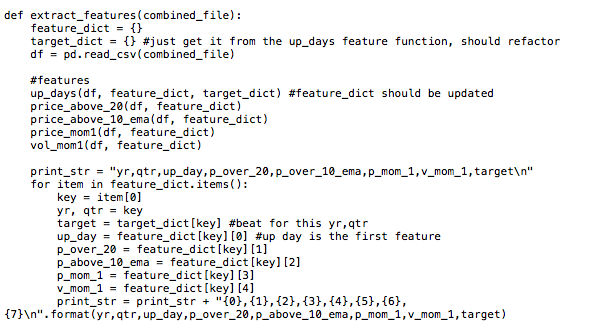 def extract_features(combined_file):
    feature_dict = {}
    target_dict = {} #just get it from the up_days feature function, should refactor
    df = pd.read_csv(combined_file)

    #features
    up_days(df, feature_dict, target_dict) #feature_dict should be updated
    price_above_20(df, feature_dict)
    price_above_10_ema(df, feature_dict)
    price_mom1(df, feature_dict)
    vol_mom1(df, feature_dict)

    print_str = "yr,qtr,up_day,p_over_20,p_over_10_ema,p_mom_1,v_mom_1,target\n"
    for item in feature_dict.items():
        key = item[0]
        yr, qtr = key
        target = target_dict[key] #beat for this yr,qtr
        up_day = feature_dict[key][0] #up day is the first feature
        p_over_20 = feature_dict[key][1]
        p_above_10_ema = feature_dict[key][2]
        p_mom_1 = feature_dict[key][3]
        v_mom_1 = feature_dict[key][4]
        print_str = print_str + "{0},{1},{2},{3},{4},{5},{6},
{7}\n".format(yr,qtr,up_day,p_over_20,p_above_10_ema,p_mom_1,v_mom_1,target)